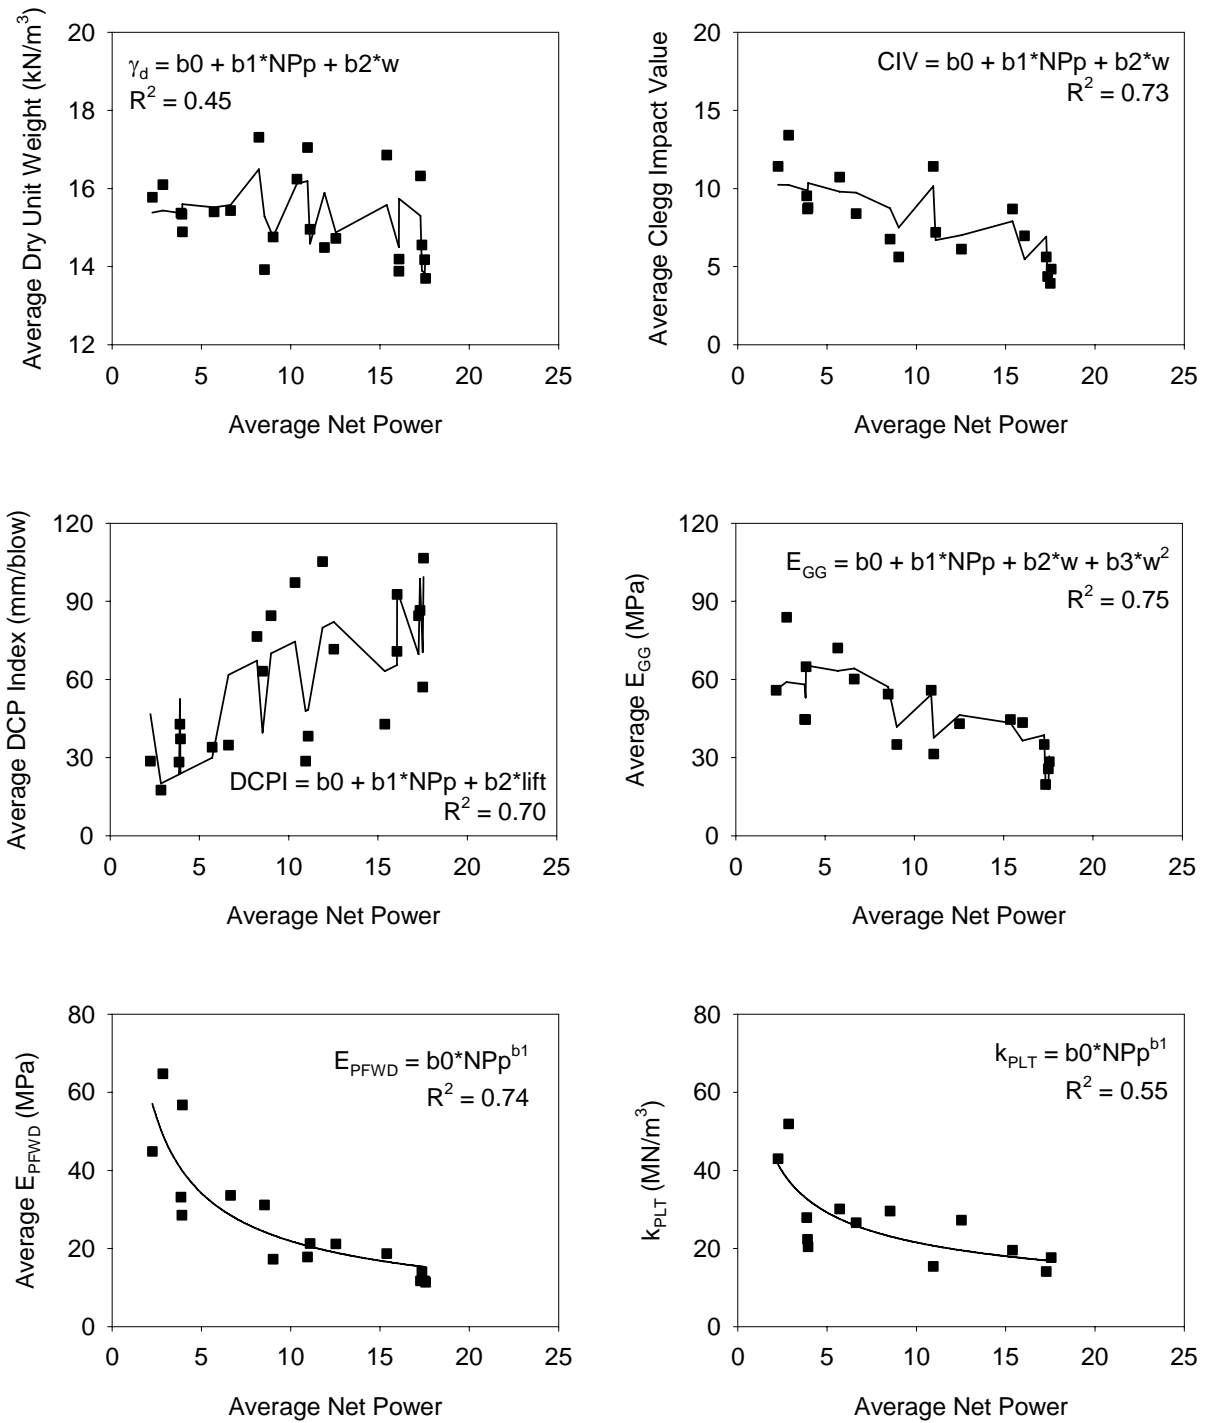 Average Dry Unit Weight (kN/m³)
20
18
16
14
12
γd = b0 + b1*NPp + b2*w
R² = 0.45
0 5 10 15 20 25
Average Net Power
Average Clegg Impact Value
20
15
10
5
0
CIV = b0 + b1*NPp + b2*w
R² = 0.73
0 5 10 15 20 25
Average Net Power
Average DCP Index (mm/blow)
120
90
60
30
0
DCPI = b0 + b1*NPp + b2*lift
R² = 0.70
0 5 10 15 20 25
Average Net Power
Average EGG (MPa)
120
90
60
30
0
EGG = b0 + b1*NPp + b2*w + b3*w²
R² = 0.75
0 5 10 15 20 25
Average Net Power
Average EPFWD (MPa)
80
60
40
20
0
EPFWD = b0*NPp^b1
R² = 0.74
0 5 10 15 20 25
Average Net Power
kPLT (MN/m³)
80
60
40
20
0
kPLT = b0*NPp^b1
R² = 0.55
0 5 10 15 20 25
Average Net Power